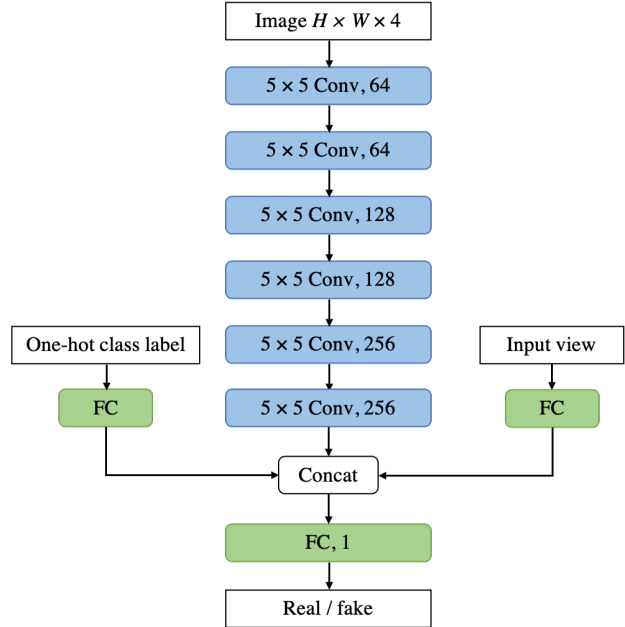 Image H × W × 4
5 × 5 Conv, 64
5 × 5 Conv, 64
5 × 5 Conv, 128
5 × 5 Conv, 128
One-hot class label
5 × 5 Conv, 256
Input view
FC
5 × 5 Conv, 256
FC
Concat
FC, 1
Real / fake